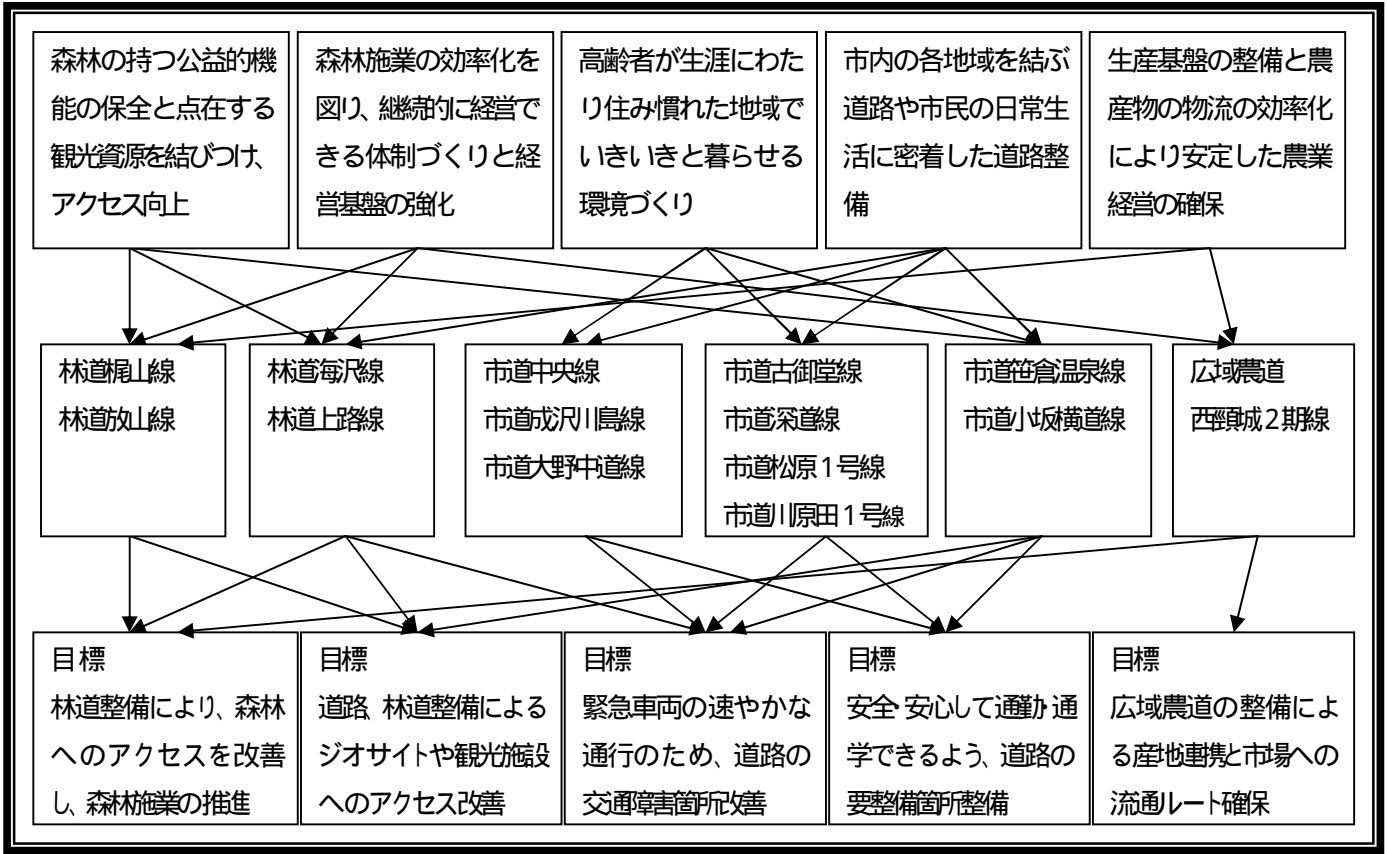 森林の持つ公益的機
能の保全と点在する
観光資源を結びつけ、
アクセス向上
森林施業の効率化を
図り、継続的に経営で
きる体制づくりと経
営基盤の強化
高齢者が生涯にわた
り住み慣れた地域で
いきいきと暮らせる
環境づくり
市内の各地域を結ぶ
道路や市民の日常生
活に密着した道路整
備
生産基盤の整備と農
産物の物流の効率化
により安定した農業
経営の確保
林道梶山線
林道放山線
林道海沢線
林道上路線
市道中央線
市道成沢川島線
市道大野中道線
市道古御堂線
市道深道線
市道松原1号線
市道川原田1号線
市道笹倉温泉線
市道小坂横道線
広域農道
西頸城2期線
目標
林道整備により、森林
へのアクセスを改善
し、森林施業の推進
目標
道路、林道整備による
ジオサイトや観光施設
へのアクセス改善
目標
緊急車両の速やかな
通行のため、道路の
交通障害箇所改善
目標
安全・安心して通勤・通
学できるよう、道路の
要整備箇所整備
目標
広域農道の整備によ
る産地連携と市場への
流通ルート確保